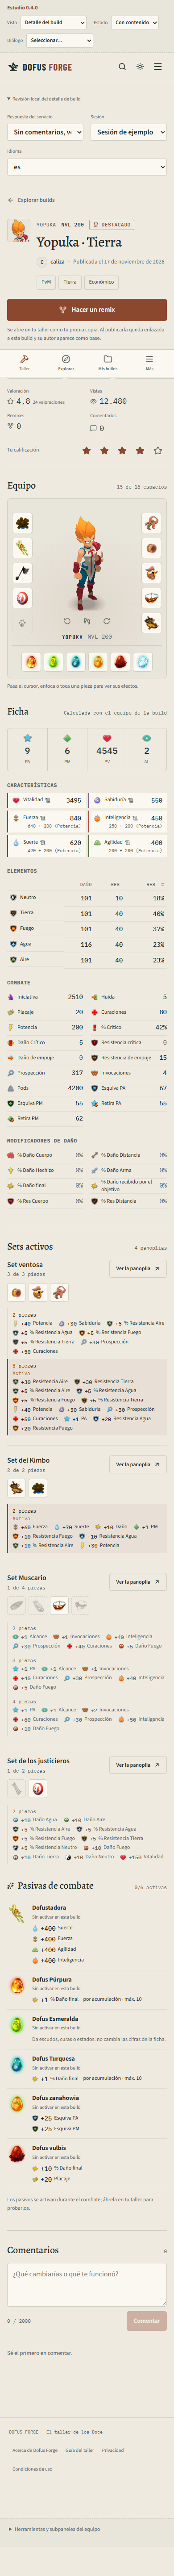 Estudio 0.4.0
Vista Detalle del build Estado Con contenido
Diálogo Seleccionar...
DOFUS FORGE
Revisión local del detalle de build
Respuesta del servicio Sesión
Sesión de ejemplo
Idioma
es
Explorar builds
YOPUKA NVL 200 DESTACADO
Yopuka · Tierra
C caliza · Publicada el 17 de noviembre de 2026
PvM Tierra Económico
Hacer un remix
Se abre en tu taller como tu propia copia. Al publicarla queda enlazada a esta build y su autor aparece como base.
Taller Explorar Mis builds Más
Valoración Vistas
4,8 24 valoraciones 12.480
Remixes Comentarios
0 0
Tu calificación
Equipo 15 de 16 espacios
YOPUKA NVL 200
Pasa el cursor, enfoca o toca una pieza para ver sus efectos.
Ficha Calculada con el equipo de la build
9 6 4545 2
PA PM PV AL
CARACTERÍSTICAS
Vitalidad 3495 Sabiduría 550
Fuerza 840 Inteligencia 450
640 + 200 (Potencia) 250 + 200 (Potencia)
Suerte 620 Agilidad 400
420 + 200 (Potencia) 200 + 200 (Potencia)
ELEMENTOS
DAÑO RES. RES. %
Neutro 101 10 18%
Tierra 101 40 40%
Fuego 101 40 37%
Agua 116 40 23%
Aire 101 40 23%
COMBATE
Iniciativa 2510 Huida 5
Placaje 20 Curaciones 80
Potencia 200 % Crítico 42%
Daño Crítico 5 Resistencia crítica 0
Daño de empuje 0 Resistencia de empuje 15
Prospección 317 Invocaciones 4
Pods 4200 Esquiva PA 67
Esquiva PM 55 Retira PA 55
Retira PM 62
MODIFICADORES DE DAÑO
% Daño Cuerpo 0% % Daño Distancia 0%
% Daño Hechizo 0% % Daño Arma 0%
% Daño final 0% % Daño recibido por el objetivo 0%
% Res Cuerpo 0% % Res Distancia 0%
Sets activos 4 panoplias
Set ventosa
3 de 3 piezas
Ver la panoplia
2 piezas
+40 Potencia +30 Sabiduría +5 % Resistencia Aire
+5 % Resistencia Agua +5 % Resistencia Fuego
+5 % Resistencia Tierra +30 Prospección
+50 Curaciones
3 piezas
Activa
+30 Resistencia Aire +30 Resistencia Tierra
+5 % Resistencia Aire +5 % Resistencia Agua
+5 % Resistencia Fuego +5 % Resistencia Tierra
+40 Potencia +30 Sabiduría +30 Prospección
+50 Curaciones +1 PA +20 Resistencia Agua
+20 Resistencia Fuego
Set del Kimbo
2 de 2 piezas
Ver la panoplia
2 piezas
Activa
+60 Fuerza +70 Suerte +10 Daño +1 PM
+10 Resistencia Fuego +10 Resistencia Agua
+10 % Resistencia Aire +30 Potencia
Set Muscario
1 de 4 piezas
Ver la panoplia
2 piezas
+1 Alcance +1 Invocaciones +40 Inteligencia
+30 Prospección +40 Curaciones +5 Daño Fuego
3 piezas
+1 PA +1 Alcance +1 Invocaciones
+40 Curaciones +30 Prospección +40 Inteligencia
+5 Daño Fuego
4 piezas
+1 PA +1 Alcance +2 Invocaciones
+50 Curaciones +30 Prospección +50 Inteligencia
+10 Daño Fuego
Set de los justicieros
1 de 2 piezas
Ver la panoplia
2 piezas
+10 Daño Agua +10 Daño Aire
+5 % Resistencia Aire +5 % Resistencia Agua
+5 % Resistencia Fuego +5 % Resistencia Tierra
+5 % Resistencia Neutro +10 Daño Fuego
+10 Daño Tierra +10 Daño Neutro +150 Vitalidad
Pasivas de combate 0/6 activas
Dofustadora
Sin activar en esta build
+400 Suerte
+400 Fuerza
+400 Agilidad
+400 Inteligencia
Dofus Púrpura
Sin activar en esta build
+1 % Daño final por acumulación · máx. 10
Dofus Esmeralda
Sin activar en esta build
Da escudos, curas o estados: no cambia las cifras de la ficha.
Dofus Turquesa
Sin activar en esta build
+1 % Daño final por acumulación · máx. 10
Dofus zanahowia
Sin activar en esta build
+25 Esquiva PA
+25 Esquiva PM
Dofus vulbis
Sin activar en esta build
+10 % Daño final
+20 Placaje
Los pasivos se activan durante el combate; ábrela en tu taller para probarlos.
Comentarios 0
¿Qué cambiarías o qué te funcionó?
0 / 2000 Comentar
Sé el primero en comentar.
DOFUS FORGE · El taller de los Doce
Acerca de Dofus Forge Guía del taller Privacidad
Condiciones de uso
Herramientas y subpaneles del equipo